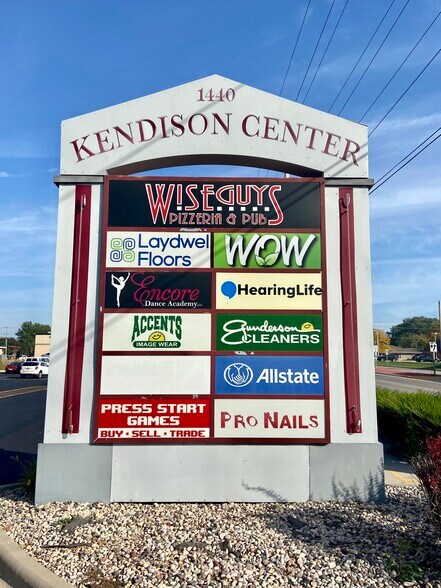 1440
KENDISON CENTER
WISEGUYS
PIZZERIA & PUB
Laydwel
Floors
WOW
Encore
Dance Academy
HearingLife
ACCENTS
IMAGE WEAR
Gunderson
CLEANERS
Allstate
PRESS START
GAMES
BUY - SELL - TRADE
PRO NAILS